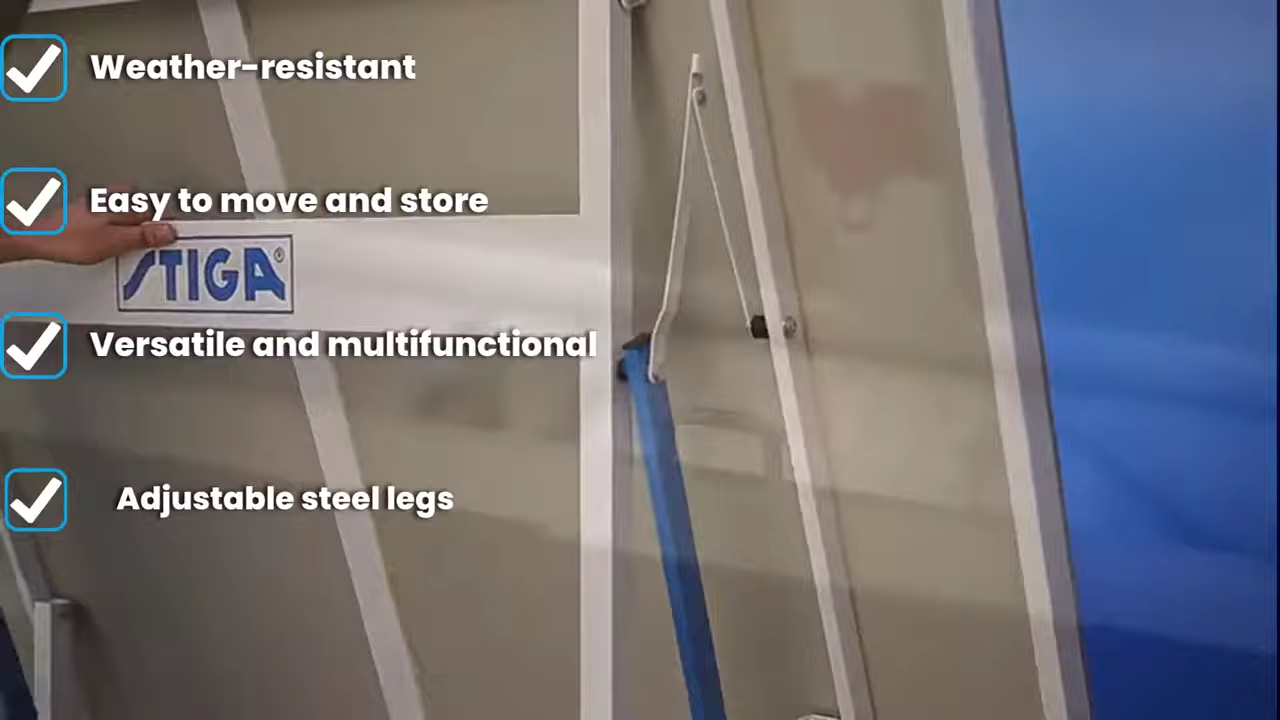 Weather-resistant
Easy to move and store
STIGA®
Versatile and multifunctional
Adjustable steel legs